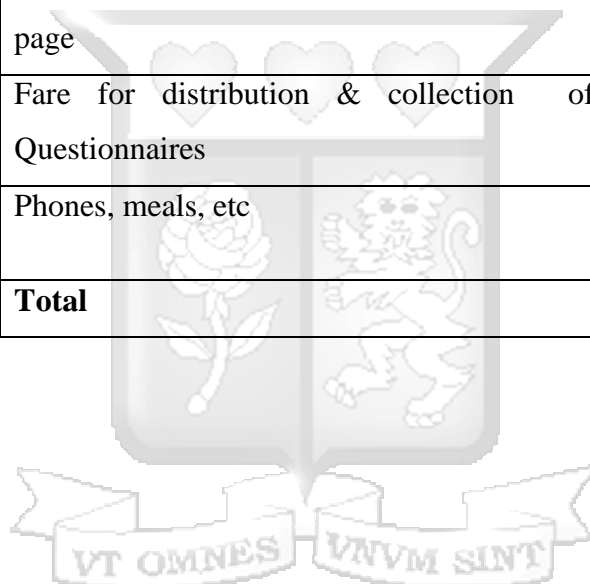 page
Fare for distribution & collection of
Questionnaires
Phones, meals, etc
Total
VT OMNES VNVM SINT